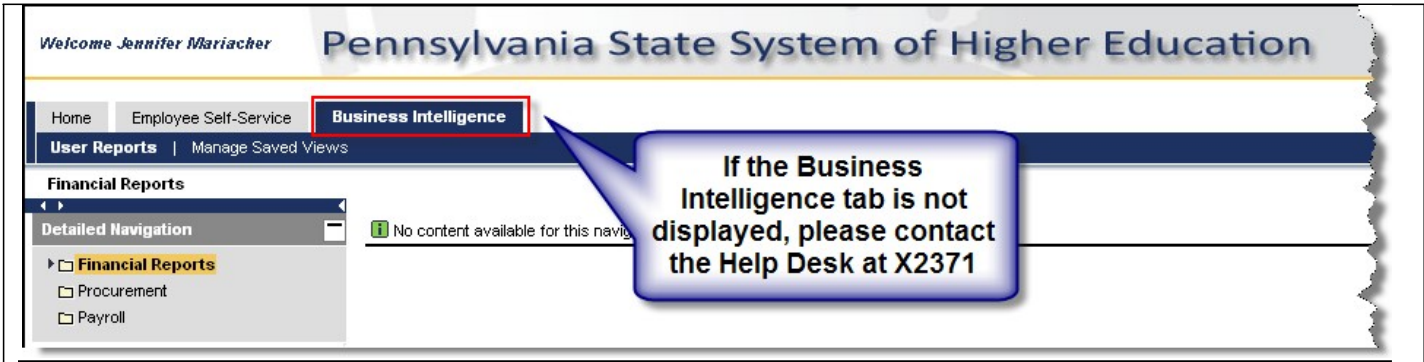 Welcome Jennifer Mariacher
Pennsylvania State System of Higher Education
Home Employee Self-Service Business Intelligence
User Reports | Manage Saved Views
Financial Reports
Detailed Navigation
No content available for this
Financial Reports
Procurement
Payroll
If the Business
Intelligence tab is not
displayed, please contact
the Help Desk at X2371